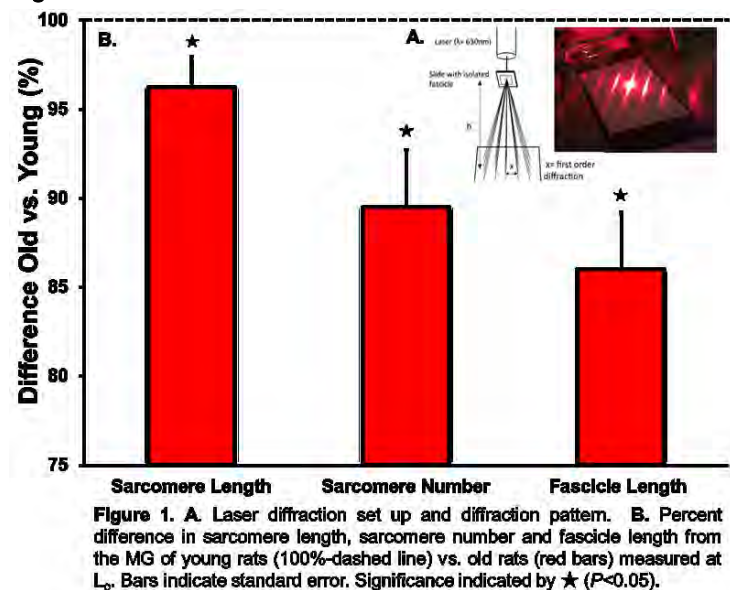 100
95
90
85
80
75
Difference Old vs. Young (%)
B.
A.
Laser (λ= 630nm)
Slide with isolated
fascicle
h
x
x= first order
diffraction
★
★
★
Sarcomere Length
Sarcomere Number
Fascicle Length
Figure 1. A. Laser diffraction set up and diffraction pattern. B. Percent
difference in sarcomere length, sarcomere number and fascicle length from
the MG of young rats (100%-dashed line) vs. old rats (red bars) measured at
Lₒ. Bars indicate standard error. Significance indicated by ★ (P<0.05).